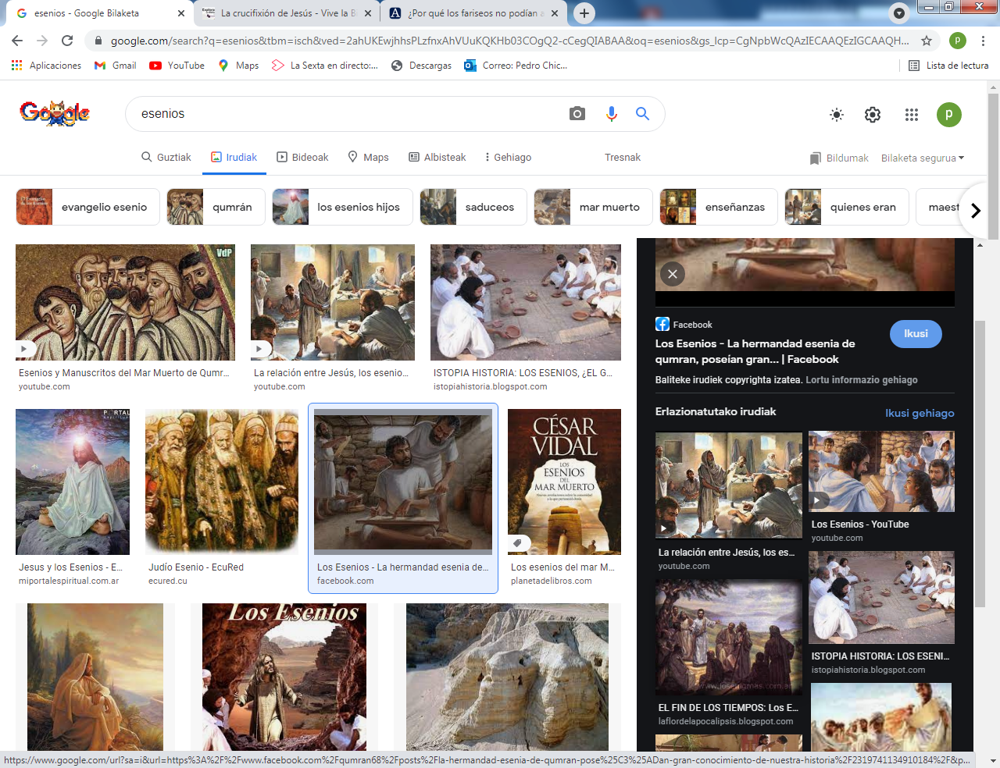 esenios - Google Bilaketa
La crucifixión de Jesús - Vive la B
¿Por qué los fariseos no podían a
google.com/search?q=esenios&tbm=isch&ved=2ahUKEwjhhsPLzfnxAhVUuKQKHb03COgQ2-cCegQIABAA&oq=esenios&gs_lcp=CgNpbWcQAzIECAAQEzIGCAAQH...
p
Aplicaciones
Gmail
YouTube
Maps
La Sexta en directo:...
Descargas
Correo: Pedro Chic...
Lista de lectura
Google
esenios
p
Guztiak
Irudiak
Bideoak
Maps
Albisteak
Gehiago
Tresnak
Bildumak
Bilaketa segurua
evangelio esenio
qumrán
los esenios hijos
saduceos
mar muerto
enseñanzas
quienes eran
maest
VdP
Esenios y Manuscritos del Mar Muerto de Qumr...
youtube.com
La relación entre Jesús, los esenio...
youtube.com
ISTOPIA HISTORIA: LOS ESENIOS, ¿EL G...
istopiahistoria.blogspot.com
PORTAL
Jesus y los Esenios - E...
miportalespiritual.com.ar
Judío Esenio - EcuRed
ecured.cu
Los Esenios - La hermandad esenia de...
facebook.com
CÉSAR
VIDAL
LOS
ESENIOS
DEL
MAR MUERTO
Los esenios del mar M...
planetadelibros.com
Los Esenios
Facebook
Los Esenios - La hermandad esenia de
qumran, poseían gran... | Facebook
Ikusi
Baliteke irudiek copyrighta izatea. Lortu informazio gehiago
Erlazionatutako irudiak
Ikusi gehiago
La relación entre Jesús, los es...
youtube.com
Los Esenios - YouTube
youtube.com
ISTOPIA HISTORIA: LOS ESENI...
istopiahistoria.blogspot.com
EL FIN DE LOS TIEMPOS: Los E...
laflordelapocalipsis.blogspot.com
https://www.google.com/url?sa=i&url=https%3A%2F%2Fwww.facebook.com%2Fqumran68%2Fposts%2Fla-hermandad-esenia-de-qumran-pose%25C3%25ADan-gran-conocimiento-de-nuestra-historia%2F2319741134910184%2F&p...